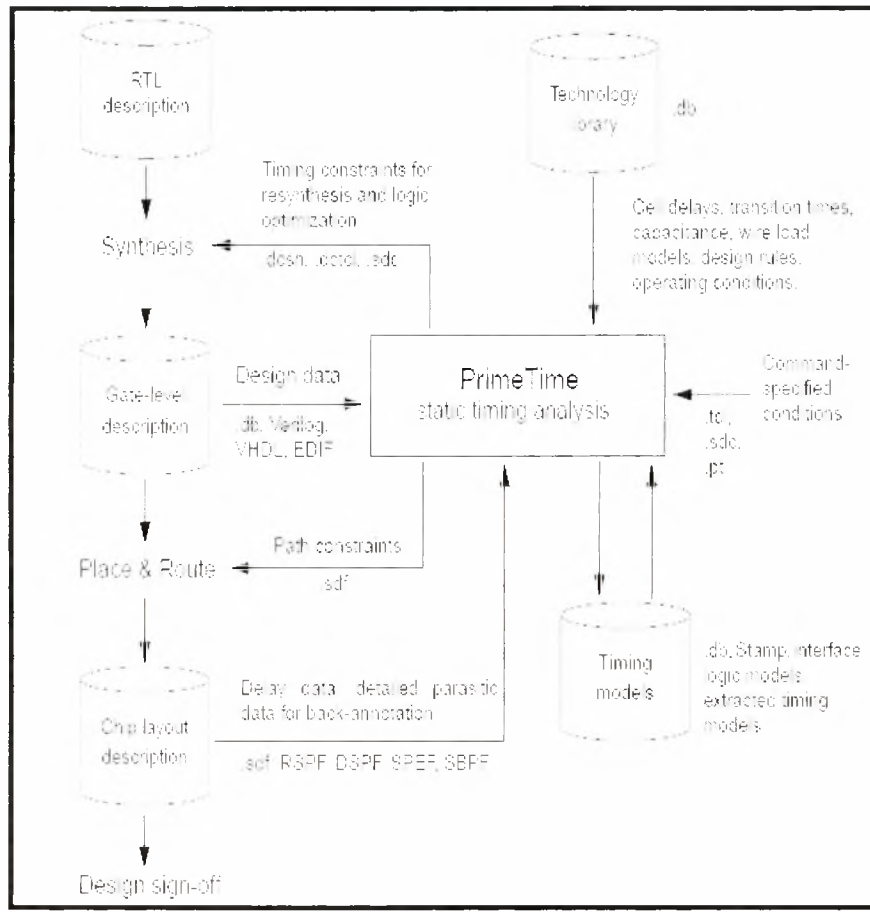 RTL
description
Technology
library
.db
Timing constraints for
resynthesis and logic
optimization
.dcsh, .dctcl, .sdc
Synthesis
Cell delays, transition times,
capacitance, wire load
models, design rules,
operating conditions.
Gate-level
description
Design data
.db, Verilog,
VHDL, EDIF
PrimeTime
static timing analysis
Command-
specified
conditions
.tcl,
.sdc,
.pt
Place & Route
Path constraints
.sdf
Timing
models
.db, Stamp, interface
logic models,
extracted timing
models
Chip layout
description
Delay data, detailed parasitic
data for back-annotation
.sdf, RSPF, DSPF, SPEF, SBPF
Design sign-off